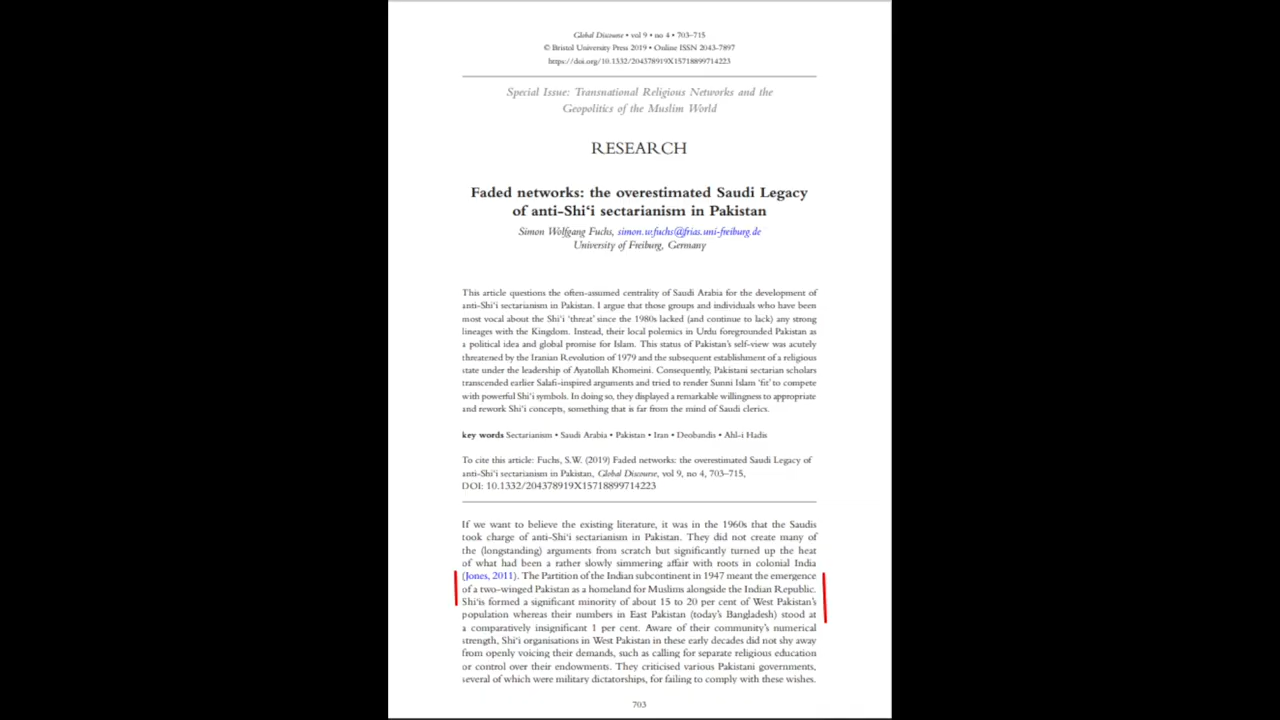 Global Discourse • vol 9 • no 4 • 703–715
© Bristol University Press 2019 • Online ISSN 2043-7897
https://doi.org/10.1332/204378919X15718899714223
Special Issue: Transnational Religious Networks and the
Geopolitics of the Muslim World
RESEARCH
Faded networks: the overestimated Saudi Legacy
of anti-Shi‘i sectarianism in Pakistan
Simon Wolfgang Fuchs, simon.w.fuchs@frias.uni-freiburg.de
University of Freiburg, Germany
This article questions the often-assumed centrality of Saudi Arabia for the development of
anti-Shi‘i sectarianism in Pakistan. I argue that those groups and individuals who have been
most vocal about the Shi‘i ‘threat’ since the 1980s lacked (and continue to lack) any strong
lineages with the Kingdom. Instead, their local polemics in Urdu foregrounded Pakistan as
a political idea and global promise for Islam. This status of Pakistan’s self-view was acutely
threatened by the Iranian Revolution of 1979 and the subsequent establishment of a religious
state under the leadership of Ayatollah Khomeini. Consequently, Pakistani sectarian scholars
transcended earlier Salafi-inspired arguments and tried to render Sunni Islam ‘fit’ to compete
with powerful Shi‘i symbols. In doing so, they displayed a remarkable willingness to appropriate
and rework Shi‘i concepts, something that is far from the mind of Saudi clerics.
key words Sectarianism • Saudi Arabia • Pakistan • Iran • Deobandis • Ahl-i Hadis
To cite this article: Fuchs, S.W. (2019) Faded networks: the overestimated Saudi Legacy of
anti-Shi‘i sectarianism in Pakistan, Global Discourse, vol 9, no 4, 703–715,
DOI: 10.1332/204378919X15718899714223
If we want to believe the existing literature, it was in the 1960s that the Saudis
took charge of anti-Shi‘i sectarianism in Pakistan. They did not create many of
the (longstanding) arguments from scratch but significantly turned up the heat
of what had been a rather slowly simmering affair with roots in colonial India
(Jones, 2011). The Partition of the Indian subcontinent in 1947 meant the emergence
of a two-winged Pakistan as a homeland for Muslims alongside the Indian Republic.
Shi‘is formed a significant minority of about 15 to 20 per cent of West Pakistan’s
population whereas their numbers in East Pakistan (today’s Bangladesh) stood at
a comparatively insignificant 1 per cent. Aware of their community’s numerical
strength, Shi‘i organisations in West Pakistan in these early decades did not shy away
from openly voicing their demands, such as calling for separate religious education
or control over their endowments. They criticised various Pakistani governments,
several of which were military dictatorships, for failing to comply with these wishes.
703